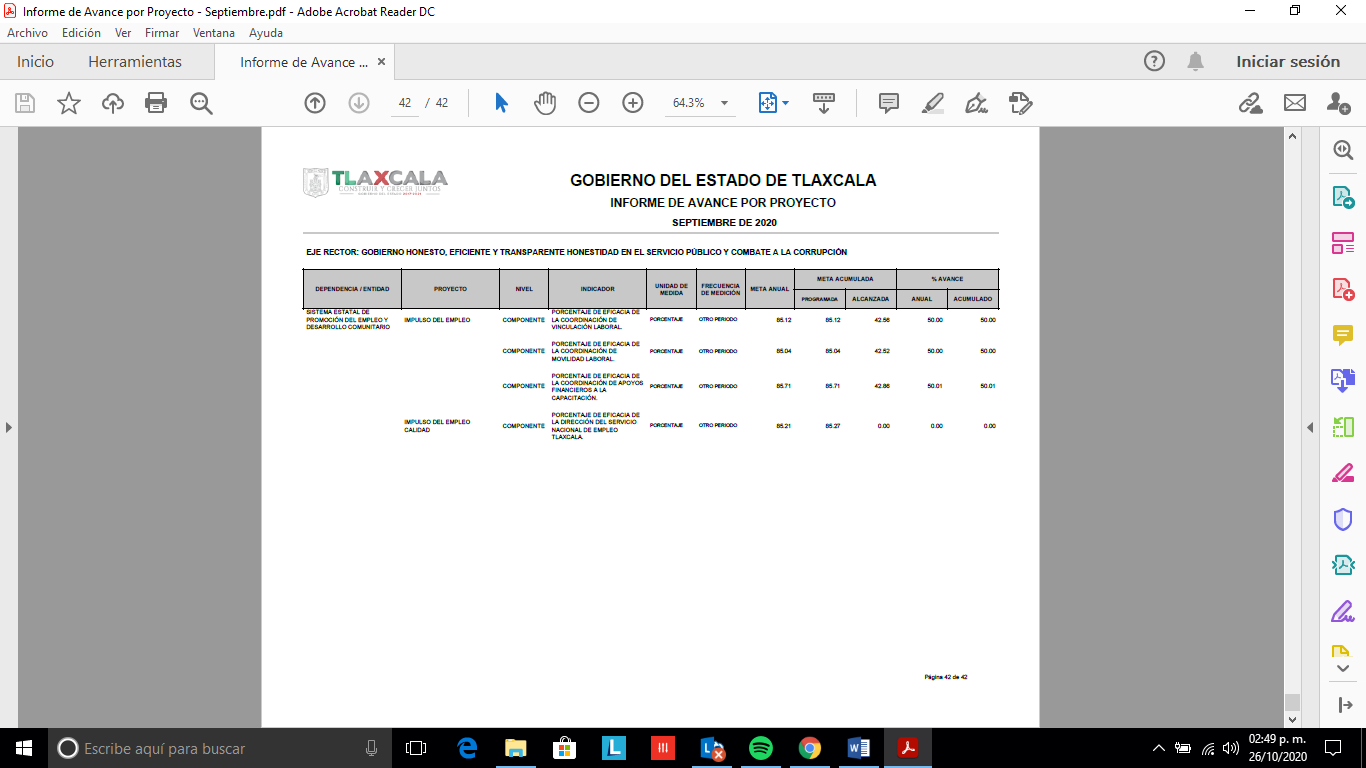 Informe de Avance por Proyecto - Septiembre.pdf - Adobe Acrobat Reader DC
Archivo Edición Ver Firmar Ventana Ayuda
Inicio Herramientas Informe de Avance ... × Iniciar sesión
42 / 42 64.3%
TLAXCALA
CONSTRUIR Y CRECER JUNTOS
GOBIERNO DEL ESTADO DE TLAXCALA
INFORME DE AVANCE POR PROYECTO
SEPTIEMBRE DE 2020
EJE RECTOR: GOBIERNO HONESTO, EFICIENTE Y TRANSPARENTE HONESTIDAD EN EL SERVICIO PÚBLICO Y COMBATE A LA CORRUPCIÓN
DEPENDENCIA / ENTIDAD PROYECTO NIVEL INDICADOR UNIDAD DE MEDIDA FRECUENCIA DE MEDICIÓN META ANUAL META ACUMULADA % AVANCE
PROGRAMADA ALCANZADA ANUAL ACUMULADO
SISTEMA ESTATAL DE PROMOCIÓN DEL EMPLEO Y DESARROLLO COMUNITARIO IMPULSO DEL EMPLEO COMPONENTE PORCENTAJE DE EFICACIA DE LA COORDINACIÓN DE VINCULACIÓN LABORAL. PORCENTAJE OTRO PERIODO 85.12 85.12 42.56 50.00 50.00
COMPONENTE PORCENTAJE DE EFICACIA DE LA COORDINACIÓN DE MOVILIDAD LABORAL. PORCENTAJE OTRO PERIODO 85.04 85.04 42.52 50.00 50.00
COMPONENTE PORCENTAJE DE EFICACIA DE LA COORDINACIÓN DE APOYOS FINANCIEROS A LA CAPACITACIÓN. PORCENTAJE OTRO PERIODO 85.71 85.71 42.86 50.01 50.01
IMPULSO DEL EMPLEO CALIDAD COMPONENTE PORCENTAJE DE EFICACIA DE LA DIRECCIÓN DEL SERVICIO NACIONAL DE EMPLEO TLAXCALA. PORCENTAJE OTRO PERIODO 85.21 85.27 0.00 0.00 0.00
Página 42 de 42
Escribe aquí para buscar
02:49 p. m.
26/10/2020